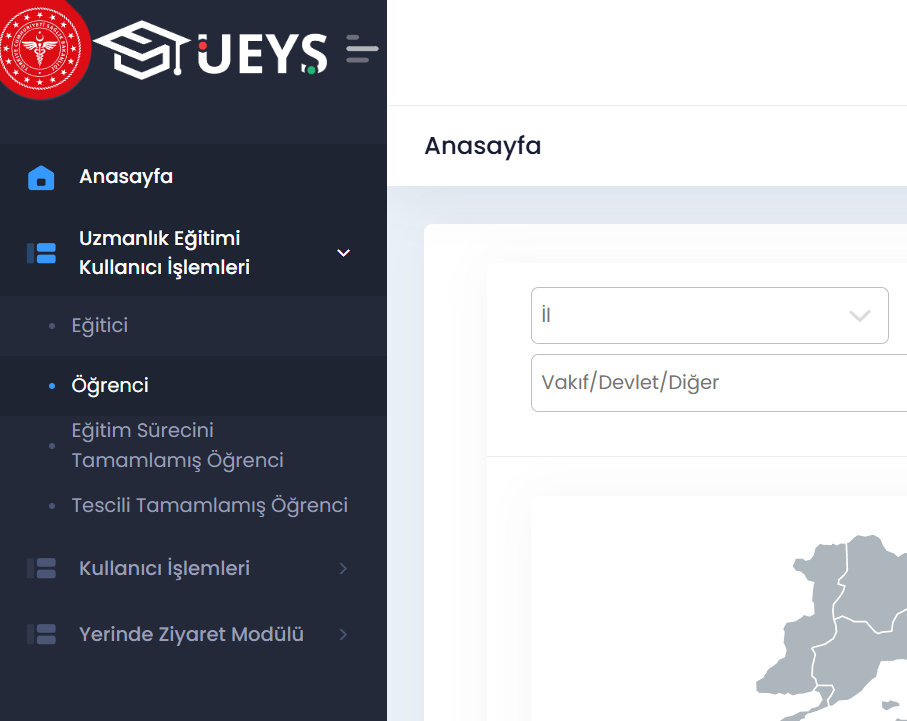 ÜEYS
Anasayfa
Anasayfa
Uzmanlık Eğitimi
Kullanıcı İşlemleri
Eğitici
Öğrenci
Eğitim Sürecini
Tamamlamış Öğrenci
Tescili Tamamlamış Öğrenci
Kullanıcı İşlemleri
Yerinde Ziyaret Modülü
İl
Vakıf/Devlet/Diğer